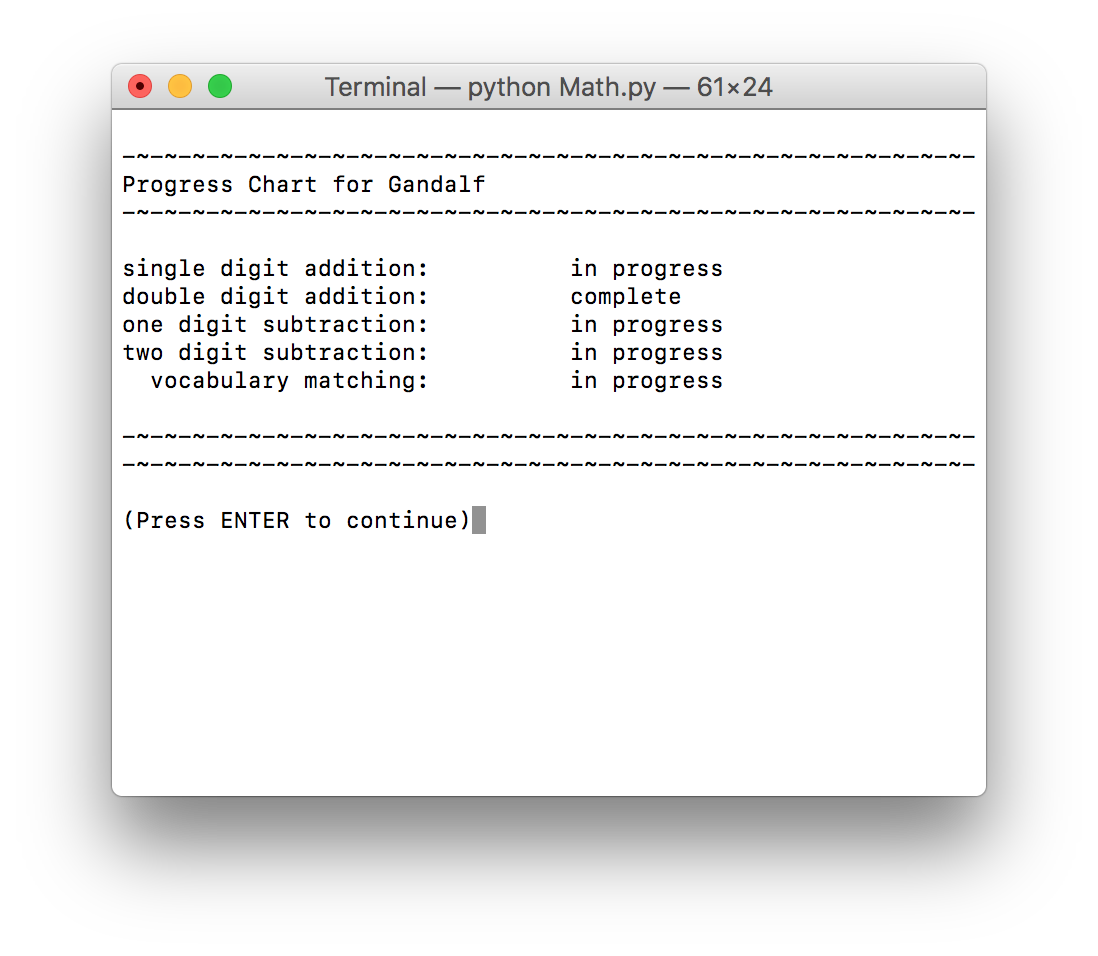 Terminal — python Math.py — 61×24
-~-~-~-~-~-~-~-~-~-~-~-~-~-~-~-~-~-~-~-~-~-~-~-~-~-~-~-~-~-~-
Progress Chart for Gandalf
-~-~-~-~-~-~-~-~-~-~-~-~-~-~-~-~-~-~-~-~-~-~-~-~-~-~-~-~-~-~-
single digit addition:          in progress
double digit addition:          complete
one digit subtraction:          in progress
two digit subtraction:          in progress
  vocabulary matching:          in progress
-~-~-~-~-~-~-~-~-~-~-~-~-~-~-~-~-~-~-~-~-~-~-~-~-~-~-~-~-~-~-
-~-~-~-~-~-~-~-~-~-~-~-~-~-~-~-~-~-~-~-~-~-~-~-~-~-~-~-~-~-~-
(Press ENTER to continue)